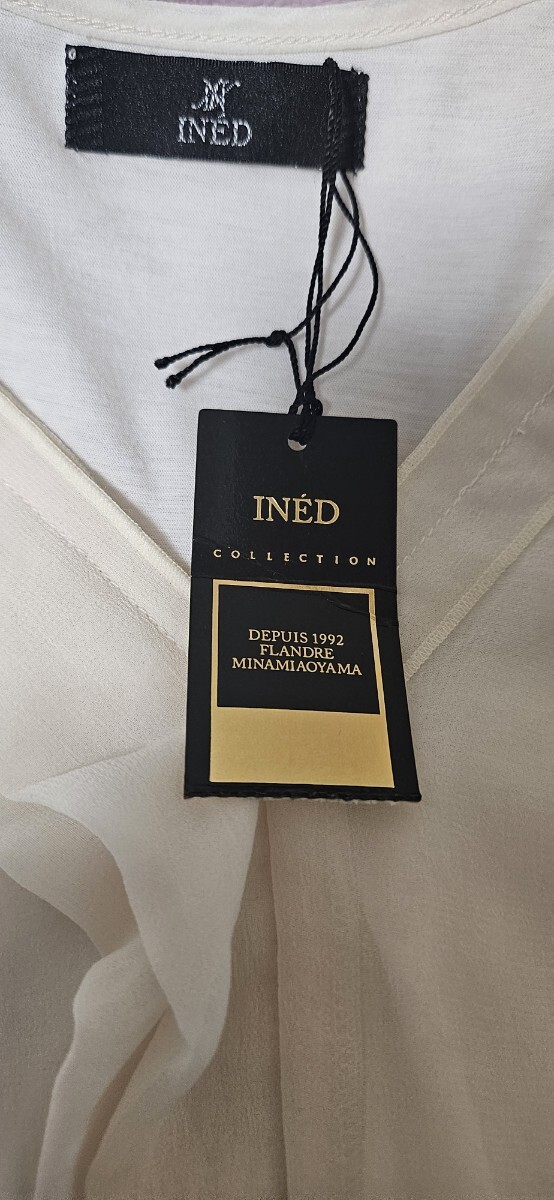 INÉD
INÉD
COLLECTION
DEPUIS 1992
FLANDRE
MINAMIAOYAMA